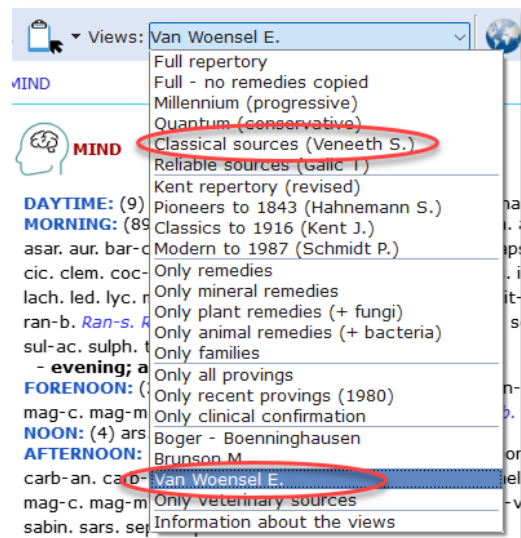 Views: Van Woensel E.
MIND
MIND
Full repertory
Full - no remedies copied
Millennium (progressive)
Quantum (conservative)
Classical sources (Veneeth S.)
Reliable sources (Galic T)
Kent repertory (revised)
Pioneers to 1843 (Hahnemann S.)
Classics to 1916 (Kent J.)
Modern to 1987 (Schmidt P.)
Only remedies
Only mineral remedies
Only plant remedies (+ fungi)
Only animal remedies (+ bacteria)
Only families
Only all provings
Only recent provings (1980)
Only clinical confirmation
Boger - Boenninghausen
Brunson M.
Van Woensel E.
Only veterinary sources
Information about the views
DAYTIME: (9)
MORNING: (89
asar. aur. bar-c
cic. clem. coc-
lach. led. lyc.
ran-b. Ran-s.
sul-ac. sulph.
- evening; a
FORENOON:
mag-c. mag-m
NOON: (4) ars.
AFTERNOON:
carb-an. carb-
mag-c. mag-m
sabin. sars. sep